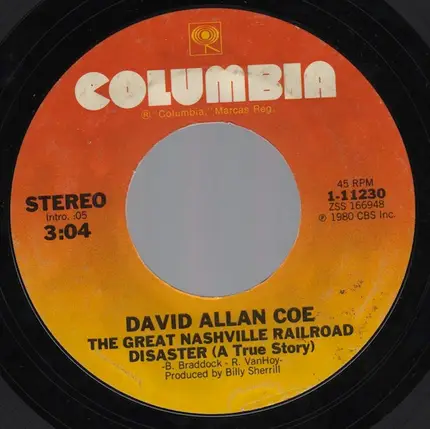 COLUMBIA
® "Columbia," Marcas Reg.
STEREO
Intro. :05
3:04
45 RPM
1-11230
ZSS 166948
℗ 1980 CBS Inc.
DAVID ALLAN COE
THE GREAT NASHVILLE RAILROAD
DISASTER (A True Story)
-B. Braddock - R. VanHoy-
Produced by Billy Sherrill